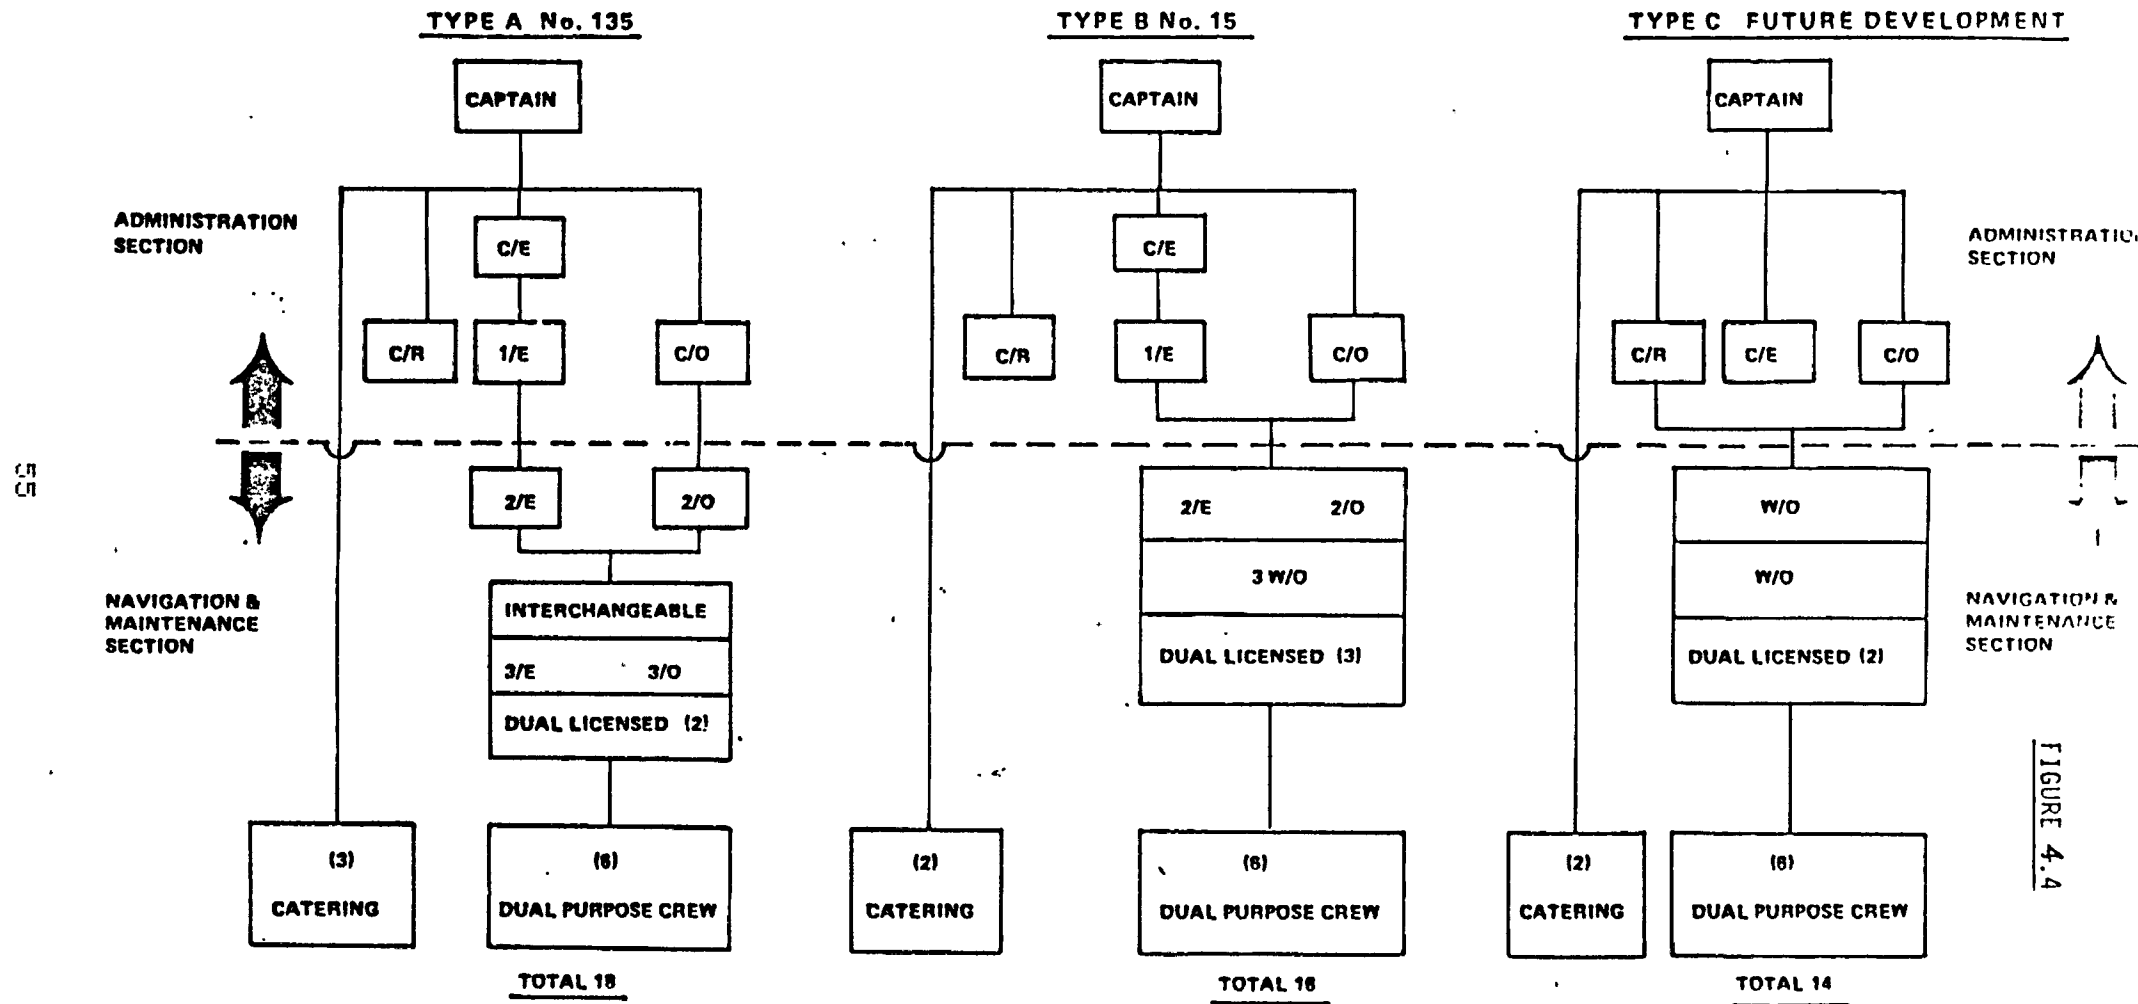 TYPE A No. 135
CAPTAIN
ADMINISTRATION
SECTION
C/E
C/R
1/E
C/O
2/E
2/O
NAVIGATION &
MAINTENANCE
SECTION
INTERCHANGEABLE
3/E 3/O
DUAL LICENSED (2)
(3)
CATERING
(6)
DUAL PURPOSE CREW
TOTAL 18
TYPE B No. 15
CAPTAIN
C/E
C/R
1/E
C/O
2/E 2/O
3 W/O
DUAL LICENSED (3)
(2)
CATERING
(6)
DUAL PURPOSE CREW
TOTAL 16
TYPE C FUTURE DEVELOPMENT
CAPTAIN
ADMINISTRATIO
SECTION
C/R
C/E
C/O
W/O
W/O
DUAL LICENSED (2)
NAVIGATION &
MAINTENANCE
SECTION
(2)
CATERING
(6)
DUAL PURPOSE CREW
TOTAL 14
FIGURE 4.4
55